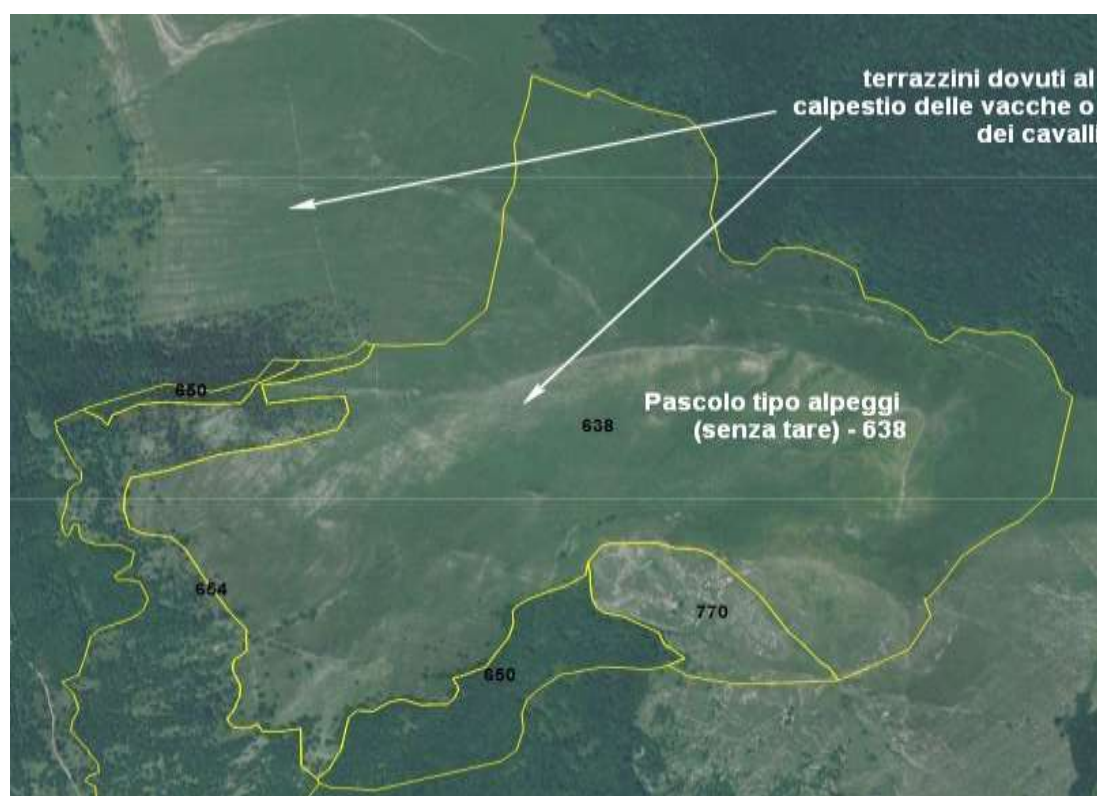 terrazzini dovuti al
calpestio delle vacche o
dei cavalli
650
Pascolo tipo alpeggi
638
(senza tare) - 638
654
770
650